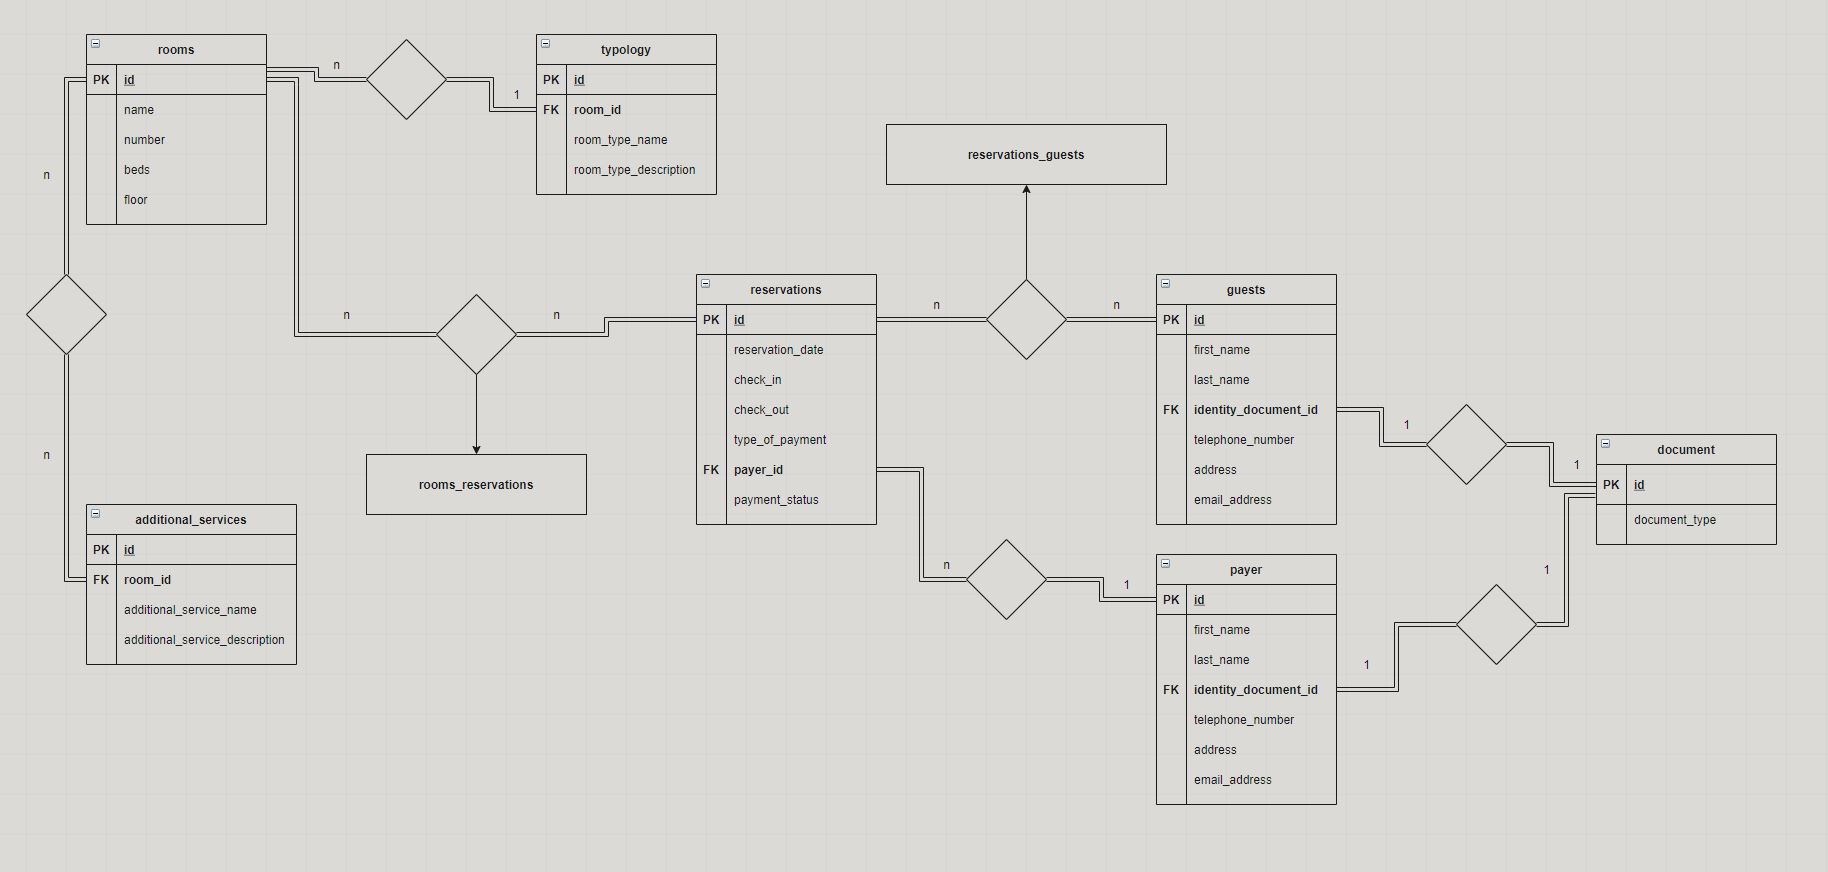 rooms
PK id
name
number
beds
floor
n
1
typology
PK id
FK room_id
room_type_name
room_type_description
n
n
additional_services
PK id
FK room_id
additional_service_name
additional_service_description
n
n
rooms_reservations
reservations
PK id
reservation_date
check_in
check_out
type_of_payment
FK payer_id
payment_status
reservations_guests
n
n
guests
PK id
first_name
last_name
FK identity_document_id
telephone_number
address
email_address
n
1
payer
PK id
first_name
last_name
FK identity_document_id
telephone_number
address
email_address
1
1
1
1
document
PK id
document_type